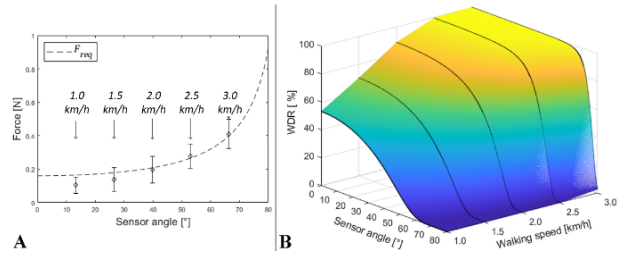 A
Force [N]
1
0.8
0.6
0.4
0.2
0
F_req
1.0 1.5 2.0 2.5 3.0
km/h km/h km/h km/h km/h
0 10 20 30 40 50 60 70 80
Sensor angle [°]
B
WDR [ %]
100
80
60
40
20
0
0
10
20
30
40
50
60
70
80
Sensor angle [°]
1.0
1.5
2.0
2.5
3.0
Walking speed [km/h]